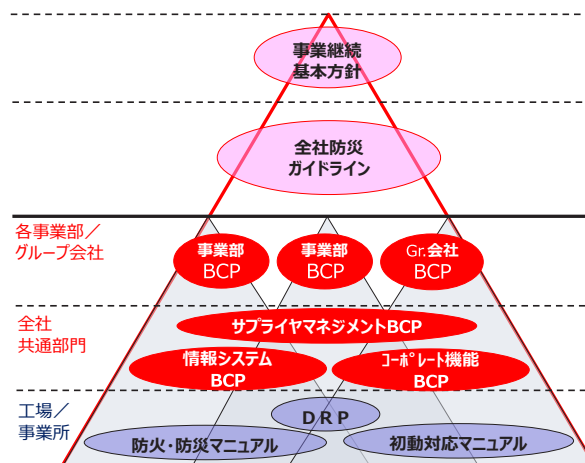 事業継続
基本方針
全社防災
ガイドライン
各事業部／
グループ会社
事業部
BCP
事業部
BCP
Gr.会社
BCP
全社
共通部門
サプライヤマネジメントBCP
情報システム
BCP
ｺｰﾎﾟﾚｰﾄ機能
BCP
工場／
事業所
ＤＲＰ
防火・防災マニュアル
初動対応マニュアル